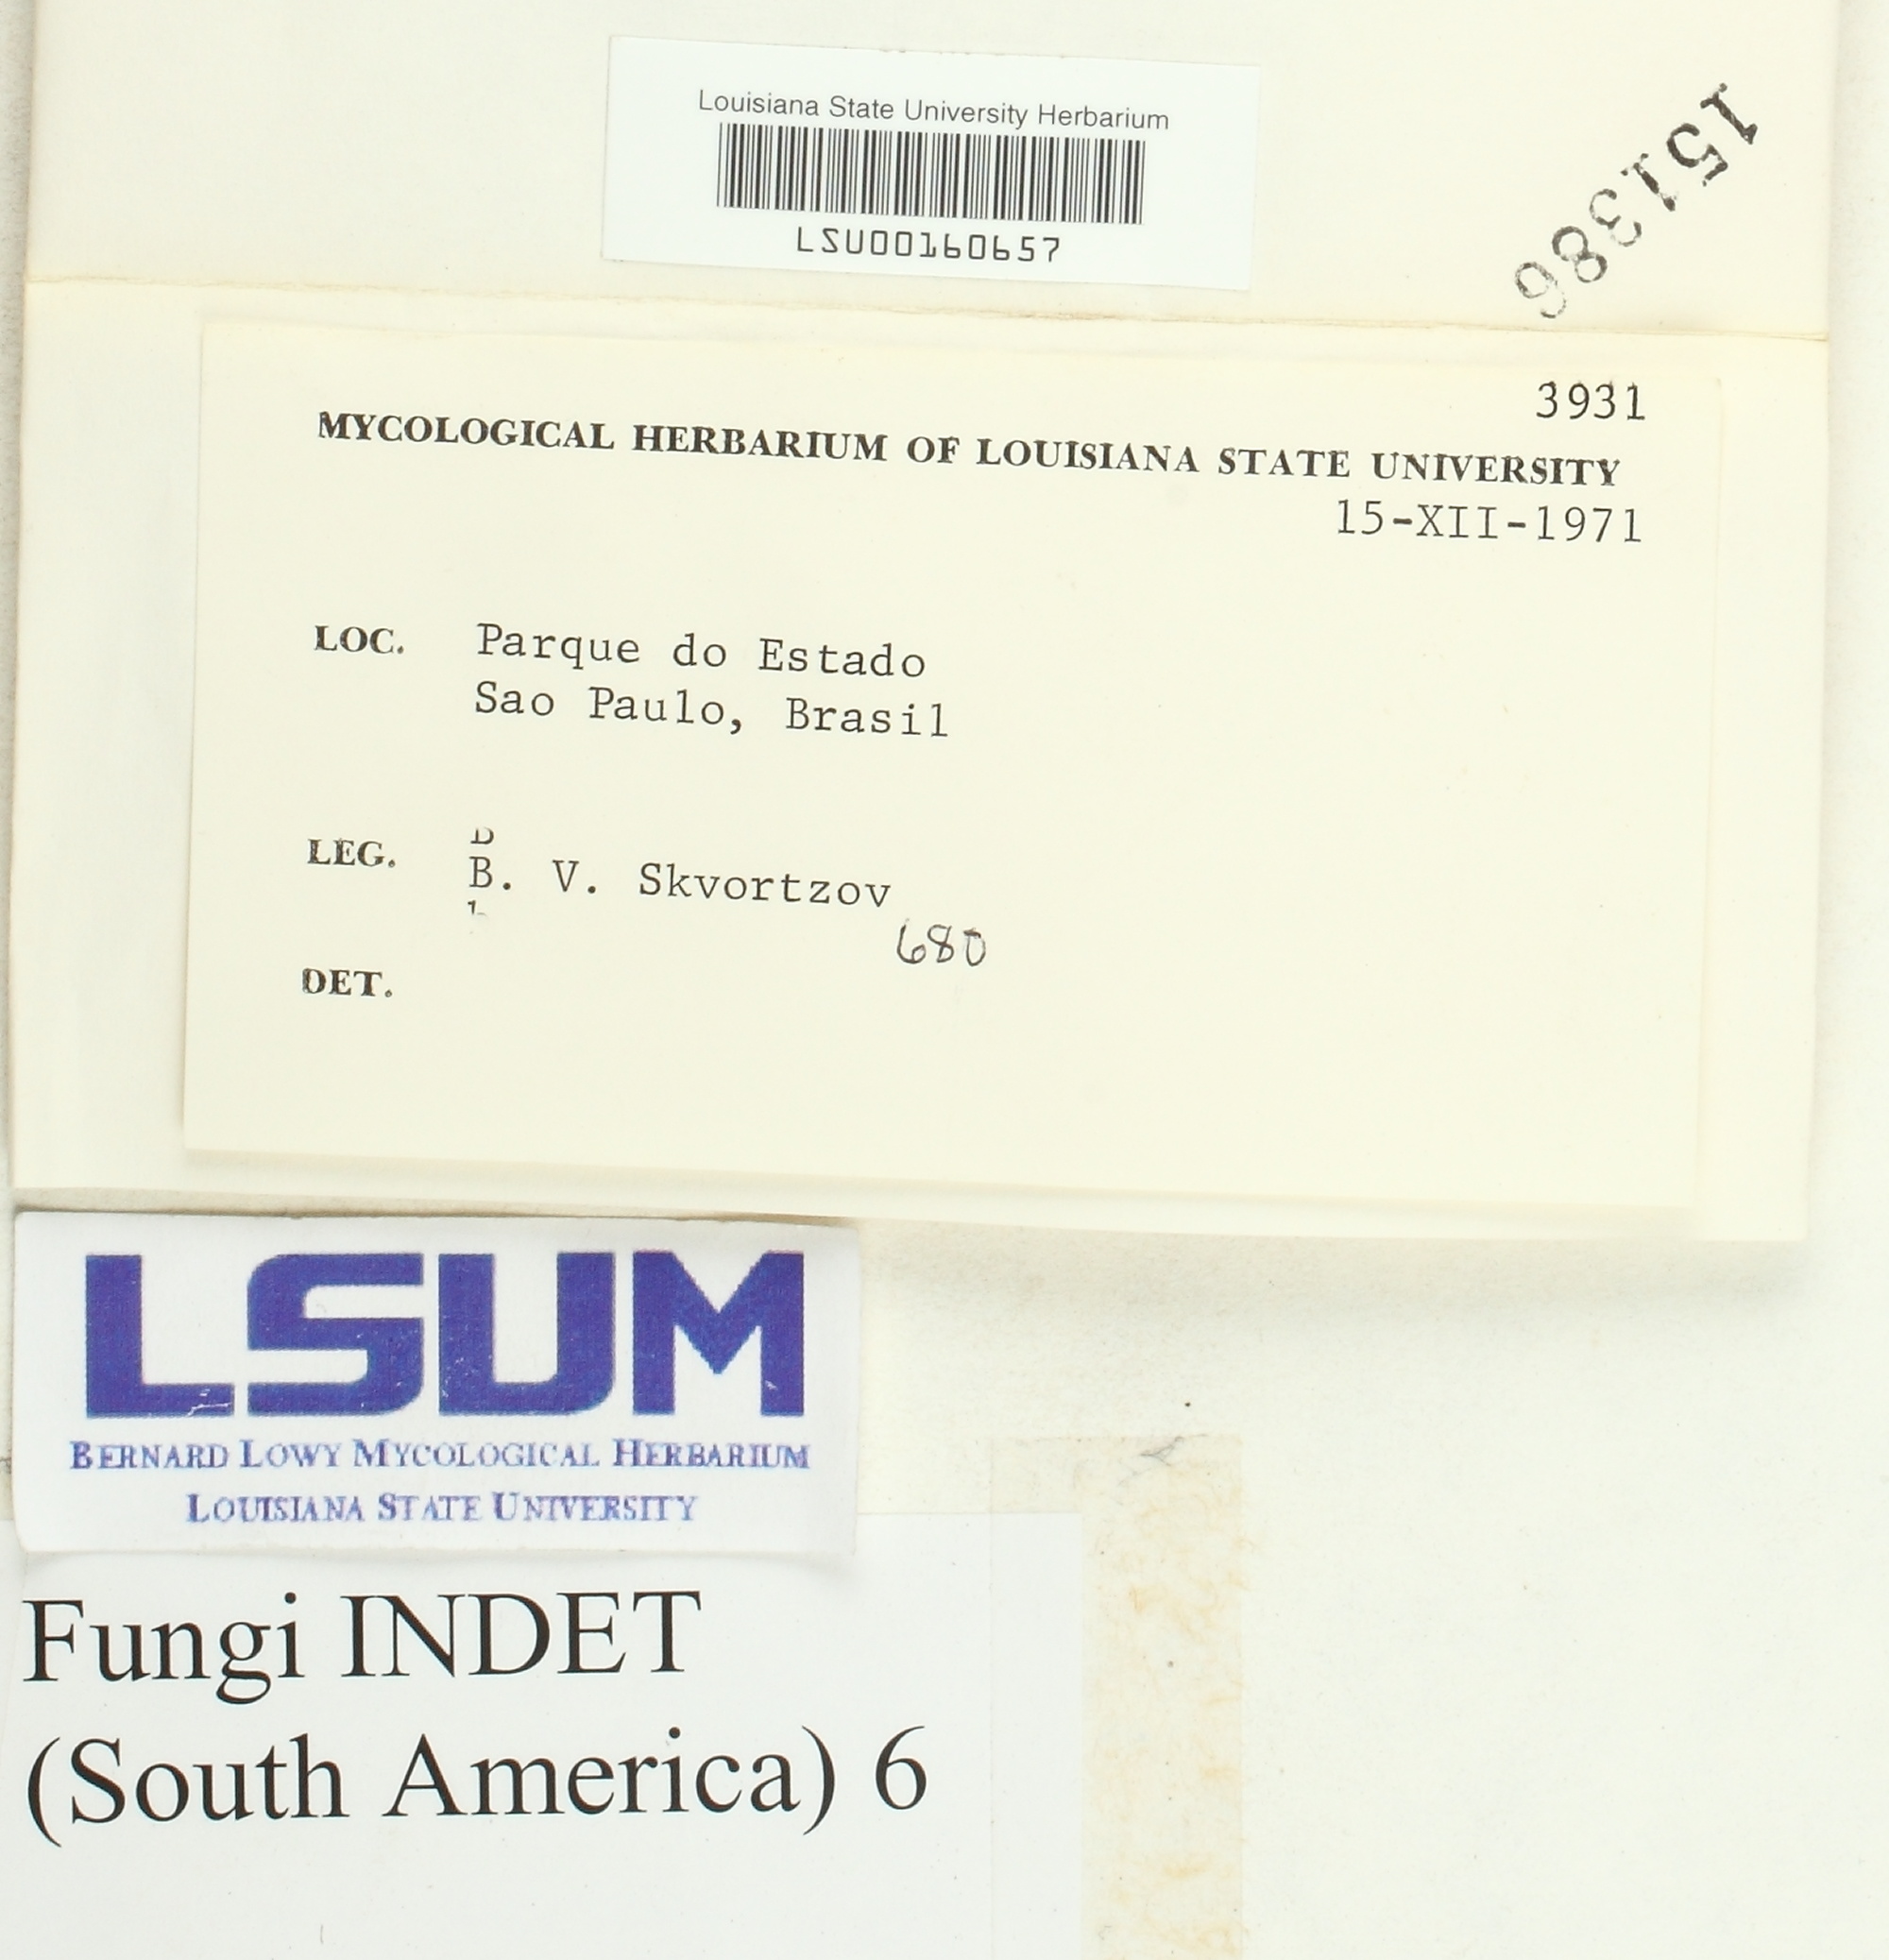 Louisiana State University Herbarium
LSU00160657
151386
3931
MYCOLOGICAL HERBARIUM OF LOUISIANA STATE UNIVERSITY
15-XII-1971
LOC. Parque do Estado
Sao Paulo, Brasil
LEG. B. V. Skvortzov
680
DET.
LSUM
BERNARD LOWY MYCOLOGICAL HERBARIUM
LOUISIANA STATE UNIVERSITY
Fungi INDET
(South America) 6